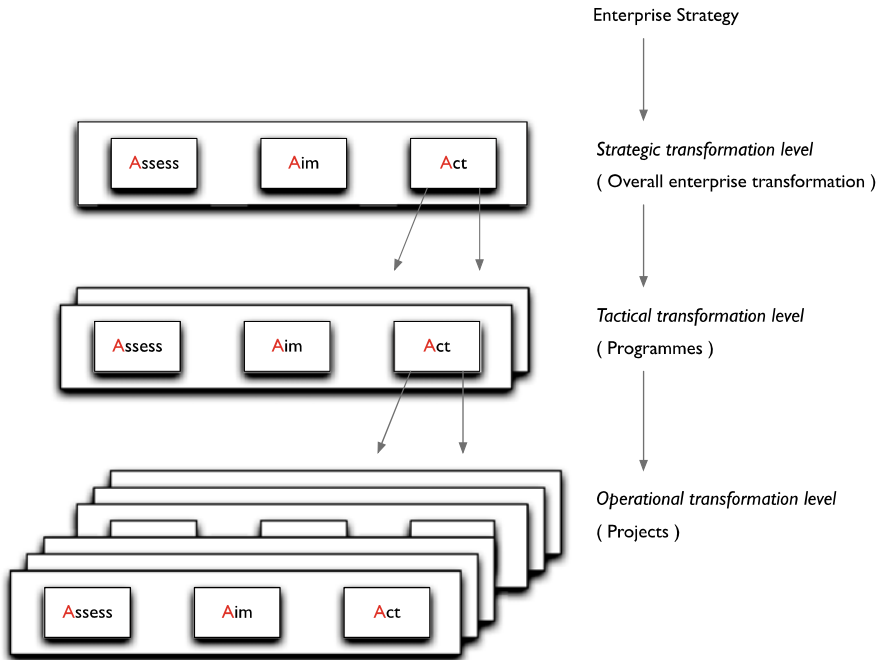 Enterprise Strategy
Assess Aim Act
Strategic transformation level
( Overall enterprise transformation )
Assess Aim Act
Tactical transformation level
( Programmes )
Operational transformation level
( Projects )
Assess Aim Act